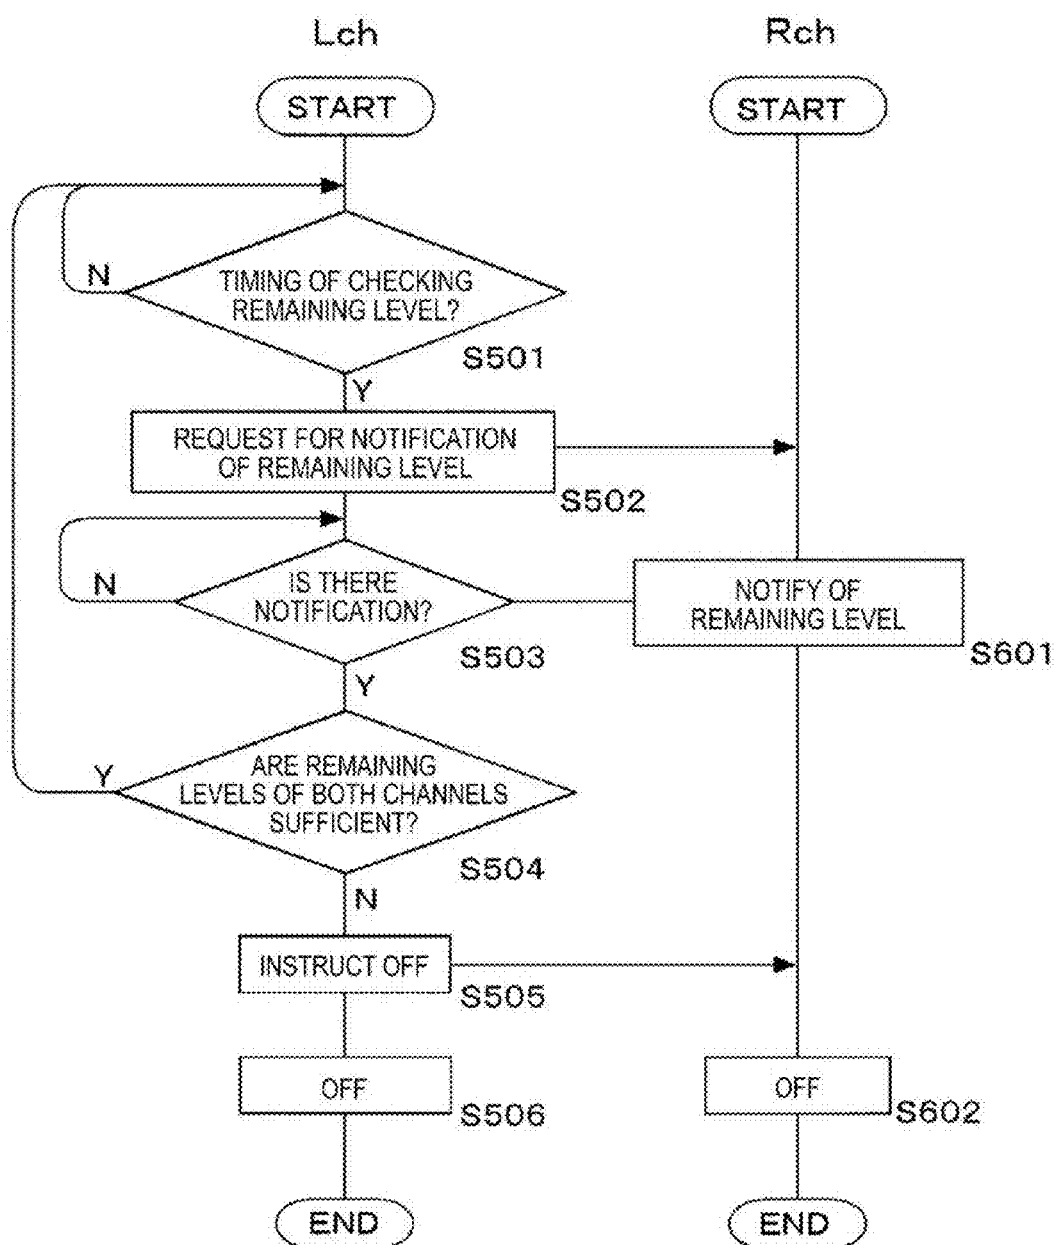 Lch
Rch
START
START
N
TIMING OF CHECKING
REMAINING LEVEL?
S501
Y
REQUEST FOR NOTIFICATION
OF REMAINING LEVEL
S502
N
IS THERE
NOTIFICATION?
S503
NOTIFY OF
REMAINING LEVEL
S601
Y
Y
ARE REMAINING
LEVELS OF BOTH CHANNELS
SUFFICIENT?
S504
N
INSTRUCT OFF
S505
OFF
S506
OFF
S602
END
END